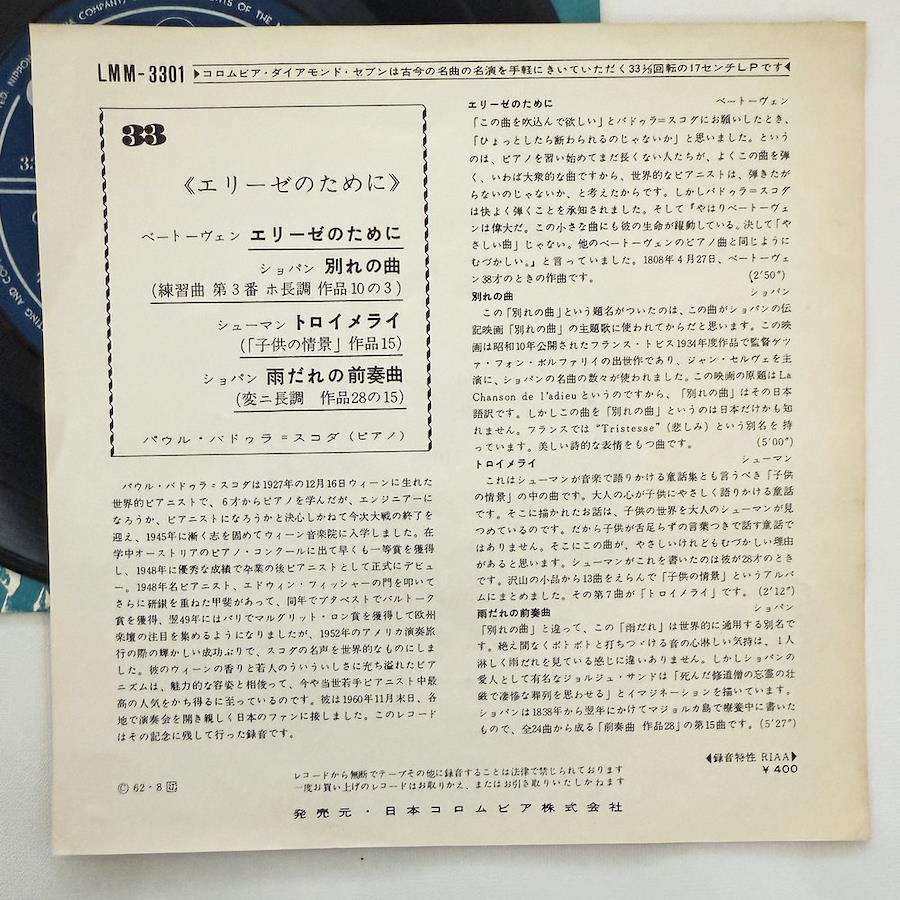 LMM-3301
▶コロムビア・ダイアモンド・セブンは古今の名曲の名演を手軽にきいていただく33⅓回転の17センチLPです◀
33
《エリーゼのために》
ベートーヴェン エリーゼのために
ショパン 別れの曲
(練習曲 第3番 ホ長調 作品10の3)
シューマン トロイメライ
(「子供の情景」作品15)
ショパン 雨だれの前奏曲
(変ニ長調 作品28の15)
パウル・バドゥラ=スコダ(ピアノ)
パウル・バドゥラ=スコダは1927年の12月16日ウィーンに生れた
世界的ピアニストで、6才からピアノを学んだが、エンジニアーに
なろうか、ピアニストになろうかと決心しかねて今次大戦の終了を
迎え、1945年に漸く志を固めてウィーン音楽院に入学しました。在
学中オーストリアのピアノ・コンクールに出て早くも一等賞を獲得
し、1948年に優秀な成績で卒業の後ピアニストとして正式にデビュ
ー。1948年名ピアニスト、エドウィン・フィッシャーの門を叩いて
さらに研鑚を重ねた甲斐があって、同年でブタペストでバルトーク
賞を獲得、翌49年にはパリでマルグリット・ロン賞を獲得して欧州
楽壇の注目を集めるようになりましたが、1952年のアメリカ演奏旅
行の際の輝かしい成功ぶりで、スコダの名声を世界的なものにしま
した。彼のウィーンの香りと若人のういういしさに充ち溢れたピア
ニズムは、魅力的な容姿と相俟って、今や当世若手ピアニスト中最
高の人気をかち得るに至っているのです。彼は1960年11月末日、各
地で演奏会を開き親しく日本のファンに接しました。このレコード
はその記念に残して行った録音です。
エリーゼのために ベートーヴェン
「この曲を吹込んで欲しい」とバドゥラ=スコダにお願いしたとき、
「ひょっとしたら断わられるのじゃないか」と思いました。という
のは、ピアノを習い始めてまだ長くない人たちが、よくこの曲を弾
く、いわば大衆的な曲ですから、世界的なピアニストは、弾きたが
らないのじゃないか、と考えたからです。しかしバドゥラ=スコダ
は快よく弾くことを承知されました。そして『やはりベートーヴェ
ンは偉大だ。この小さな曲にも彼の生命が躍動している。決して「や
さしい曲」じゃない。他のベートーヴェンのピアノ曲と同じように
むづかしい。』と言っていました。1808年4月27日、ベートーヴェ
ン38才のときの作曲です。 (2′50″)
別れの曲 ショパン
この「別れの曲」という題名がついたのは、この曲がショパンの伝
記映画「別れの曲」の主題歌に使われてからだと思います。この映
画は昭和10年公開されたフランス・トビス1934年度作品で監督ゲツ
ァ・フォン・ボルファリイの出世作であり、ジャン・セルヴェを主
演に、ショパンの名曲の数々が使われました。この映画の原題はLa
Chanson de l'adieuというのですから、「別れの曲」はその日本
語訳です。しかしこの曲を「別れの曲」というのは日本だけかも知
れません。フランスでは"Tristesse"(悲しみ)という別名を持
っています。美しい詩的な表情をもつ曲です。 (5′00″)
トロイメライ シューマン
これはシューマンが音楽で語りかける童話集とも言うべき「子供
の情景」の中の曲です。大人の心が子供にやさしく語りかける童話
です。そこに描かれたお話は、子供の世界を大人のシューマンが見
つめているのです。だから子供が舌足らずの言葉つきで話す童話で
はありません。そこにこの曲が、やさしいけれどもむづかしい理由
があると思います。シューマンがこれを書いたのは彼が28才のとき
です。沢山の小品から13曲をえらんで「子供の情景」というアルバ
ムにまとめました。その第7曲が「トロイメライ」です。(2′12″)
雨だれの前奏曲 ショパン
「別れの曲」と違って、この「雨だれ」は世界的に通用する別名で
す。絶え間なくポトポトと打ちつゞける音の心淋しい気持は、1人
淋しく雨だれを見ている感じに違いありません。しかしショパンの
愛人として有名なジョルジュ・サンドは「死んだ修道僧の亡霊の壮
厳で凄惨な葬列を思わせる」とイマジネーションを描いています。
ショパンは1838年から翌年にかけてマジョルカ島で療養中に書いた
もので、全24曲から成る「前奏曲 作品28」の第15曲です。(5′27″)
◀録音特性 RIAA▶
¥400
Ⓒ62・8
レコードから無断でテープその他に録音することは法律で禁じられております
一度お買い上げのレコードはお取りかえ、またはお引き取りいたしかねます
発売元・日本コロムビア株式会社